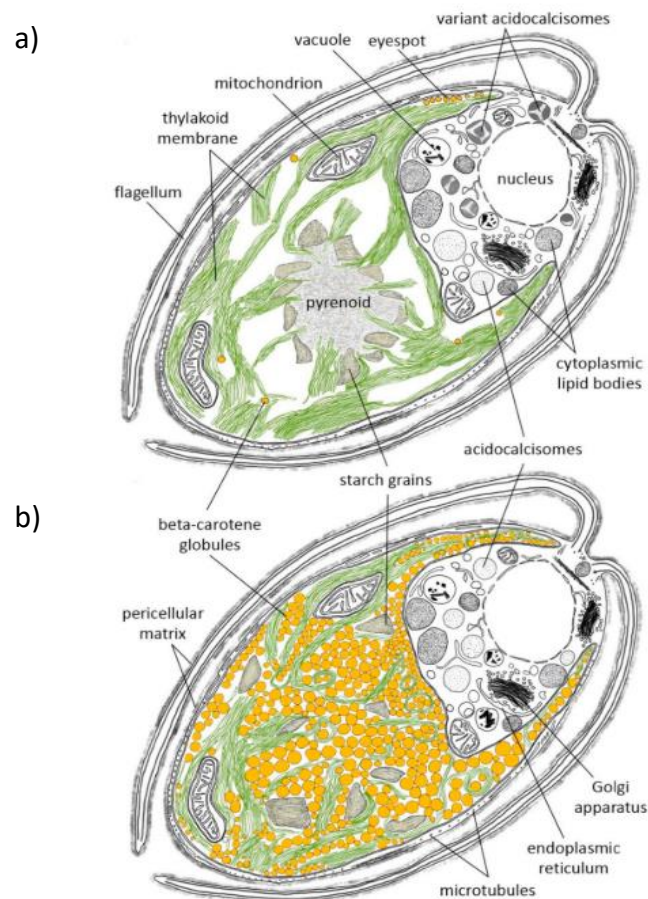 a)
variant acidocalcisomes
vacuole
eyespot
mitochondrion
thylakoid
membrane
nucleus
flagellum
pyrenoid
cytoplasmic
lipid bodies
acidocalcisomes
starch grains
b)
beta-carotene
globules
pericellular
matrix
Golgi
apparatus
endoplasmic
reticulum
microtubules